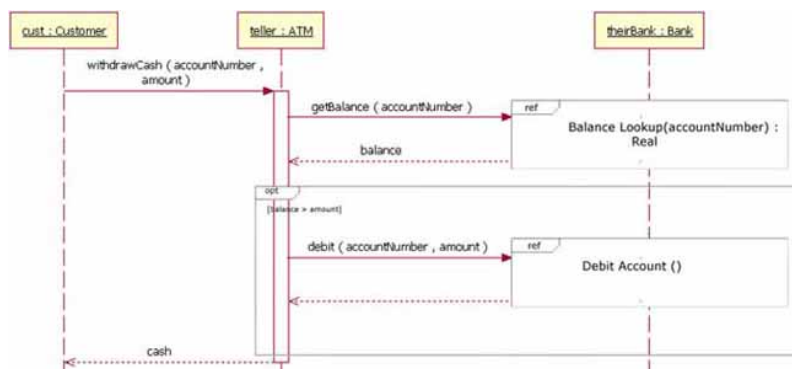 cust : Customer
teller : ATM
theirBank : Bank
withdrawCash ( accountNumber ,
amount )
getBalance ( accountNumber )
ref
Balance Lookup(accountNumber) :
Real
balance
opt
[balance > amount]
debit ( accountNumber , amount )
ref
Debit Account ()
cash